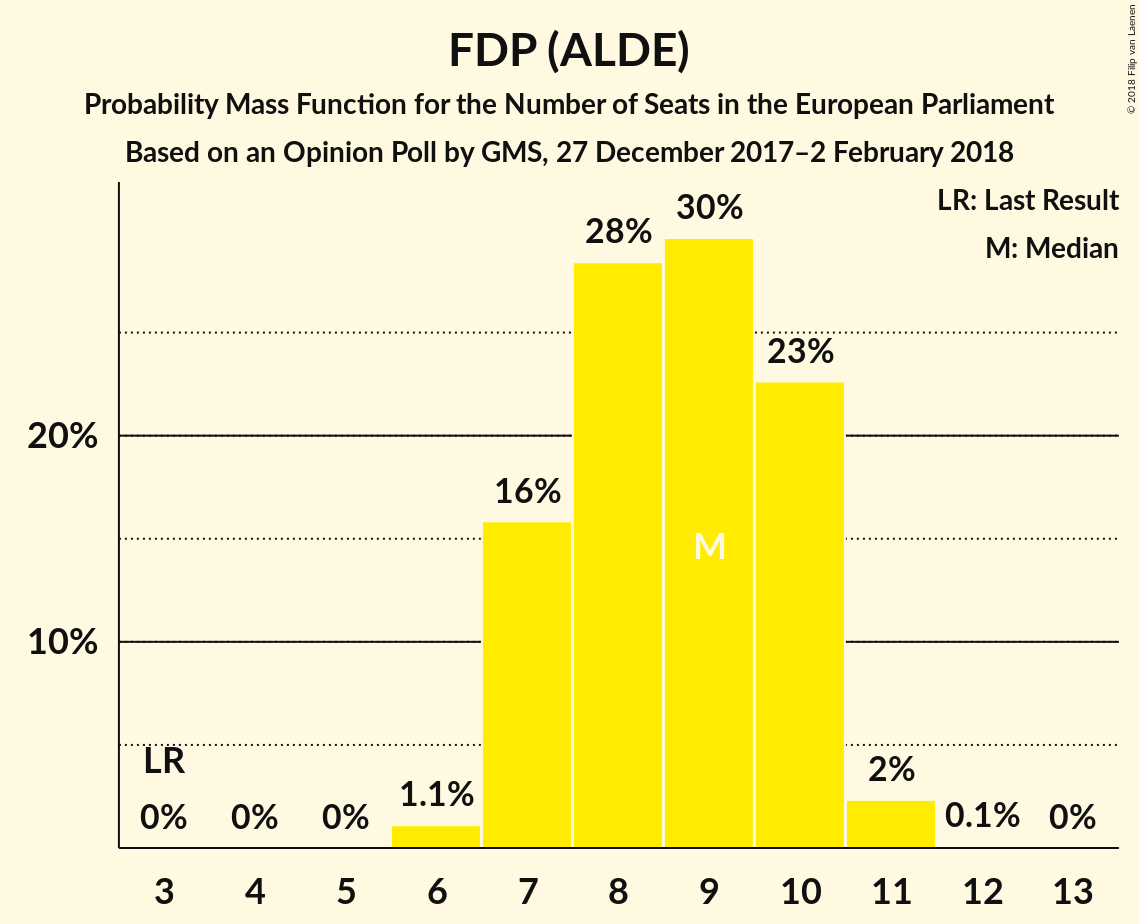 FDP (ALDE)
Probability Mass Function for the Number of Seats in the European Parliament
Based on an Opinion Poll by GMS, 27 December 2017–2 February 2018
© 2018 Filip van Laenen
LR: Last Result
M: Median
30%
28%
23%
20%
16%
M
10%
LR
0%
0%
0%
1.1%
2%
0.1%
0%
3 4 5 6 7 8 9 10 11 12 13